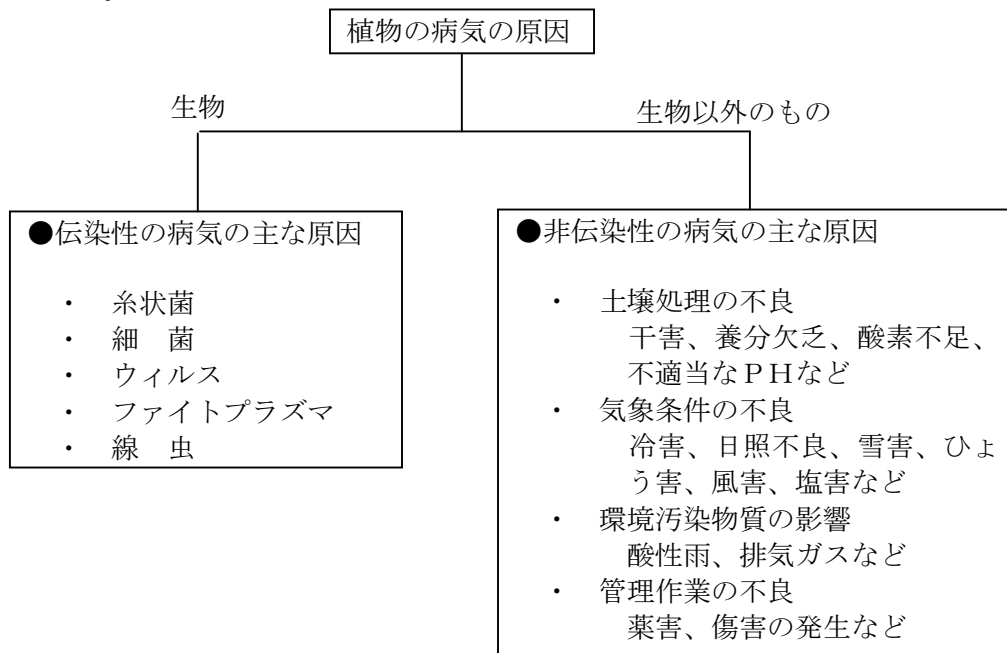 植物の病気の原因
生物
生物以外のもの
●伝染性の病気の主な原因
・ 糸状菌
・ 細 菌
・ ウィルス
・ ファイトプラズマ
・ 線 虫
●非伝染性の病気の主な原因
・ 土壌処理の不良
干害、養分欠乏、酸素不足、
不適当なＰＨなど
・ 気象条件の不良
冷害、日照不良、雪害、ひょ
う害、風害、塩害など
・ 環境汚染物質の影響
酸性雨、排気ガスなど
・ 管理作業の不良
薬害、傷害の発生など